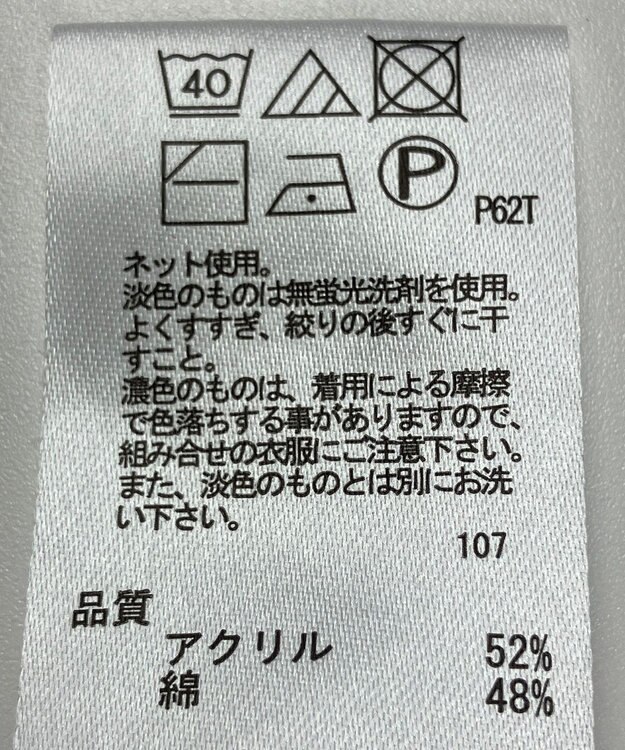 40
P
P62T
ネット使用。
淡色のものは無蛍光洗剤を使用。
よくすすぎ、絞りの後すぐに干
すこと。
濃色のものは、着用による摩擦
で色落ちする事がありますので、
組み合せの衣服にご注意下さい。
また、淡色のものとは別にお洗
い下さい。
107
品質
アクリル 52%
綿 48%